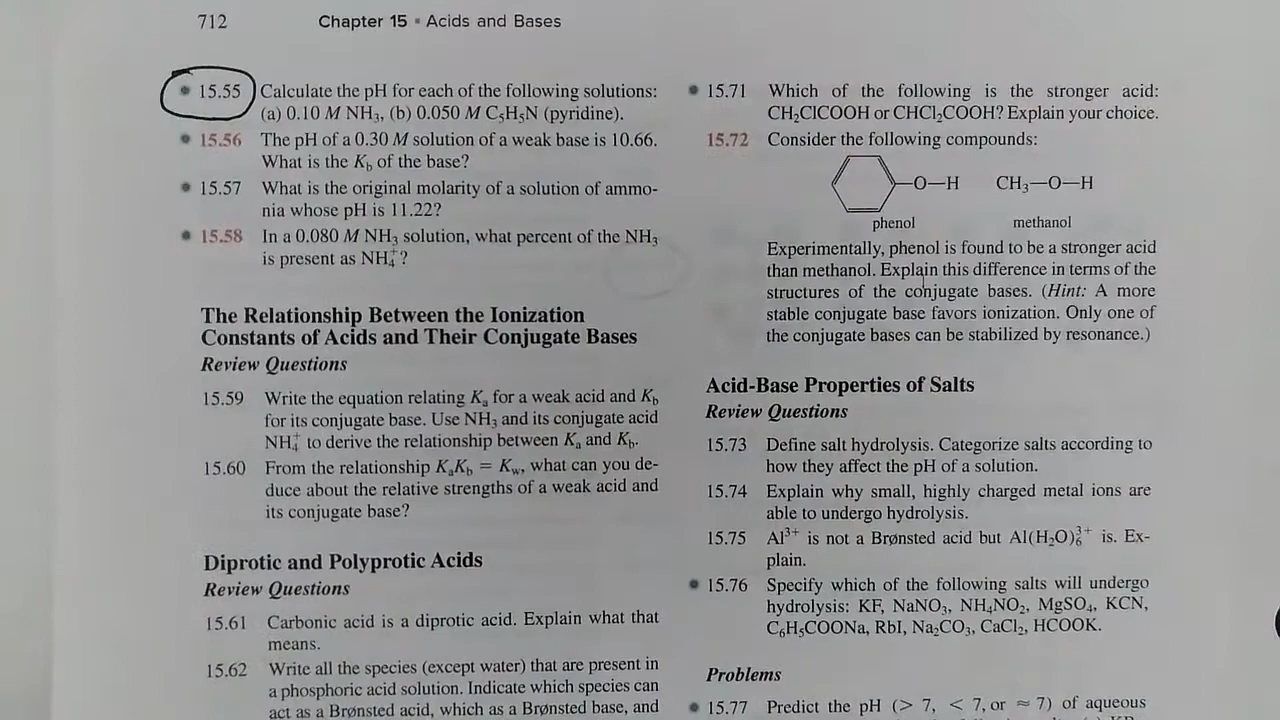 712 Chapter 15 • Acids and Bases
• 15.55 Calculate the pH for each of the following solutions:
(a) 0.10 M NH₃, (b) 0.050 M C₅H₅N (pyridine).
• 15.56 The pH of a 0.30 M solution of a weak base is 10.66.
What is the K_b of the base?
• 15.57 What is the original molarity of a solution of ammo-
nia whose pH is 11.22?
• 15.58 In a 0.080 M NH₃ solution, what percent of the NH₃
is present as NH₄⁺?
The Relationship Between the Ionization
Constants of Acids and Their Conjugate Bases
Review Questions
15.59 Write the equation relating Kₐ for a weak acid and K_b
for its conjugate base. Use NH₃ and its conjugate acid
NH₄⁺ to derive the relationship between Kₐ and K_b.
15.60 From the relationship KₐK_b = K_w, what can you de-
duce about the relative strengths of a weak acid and
its conjugate base?
Diprotic and Polyprotic Acids
Review Questions
15.61 Carbonic acid is a diprotic acid. Explain what that
means.
15.62 Write all the species (except water) that are present in
a phosphoric acid solution. Indicate which species can
act as a Brønsted acid, which as a Brønsted base, and
• 15.71 Which of the following is the stronger acid:
CH₂ClCOOH or CHCl₂COOH? Explain your choice.
15.72 Consider the following compounds:
O—H CH₃—O—H
phenol methanol
Experimentally, phenol is found to be a stronger acid
than methanol. Explain this difference in terms of the
structures of the conjugate bases. (Hint: A more
stable conjugate base favors ionization. Only one of
the conjugate bases can be stabilized by resonance.)
Acid-Base Properties of Salts
Review Questions
15.73 Define salt hydrolysis. Categorize salts according to
how they affect the pH of a solution.
15.74 Explain why small, highly charged metal ions are
able to undergo hydrolysis.
15.75 Al³⁺ is not a Brønsted acid but Al(H₂O)₆³⁺ is. Ex-
plain.
• 15.76 Specify which of the following salts will undergo
hydrolysis: KF, NaNO₃, NH₄NO₂, MgSO₄, KCN,
C₆H₅COONa, RbI, Na₂CO₃, CaCl₂, HCOOK.
Problems
• 15.77 Predict the pH (> 7, < 7, or ≈ 7) of aqueous